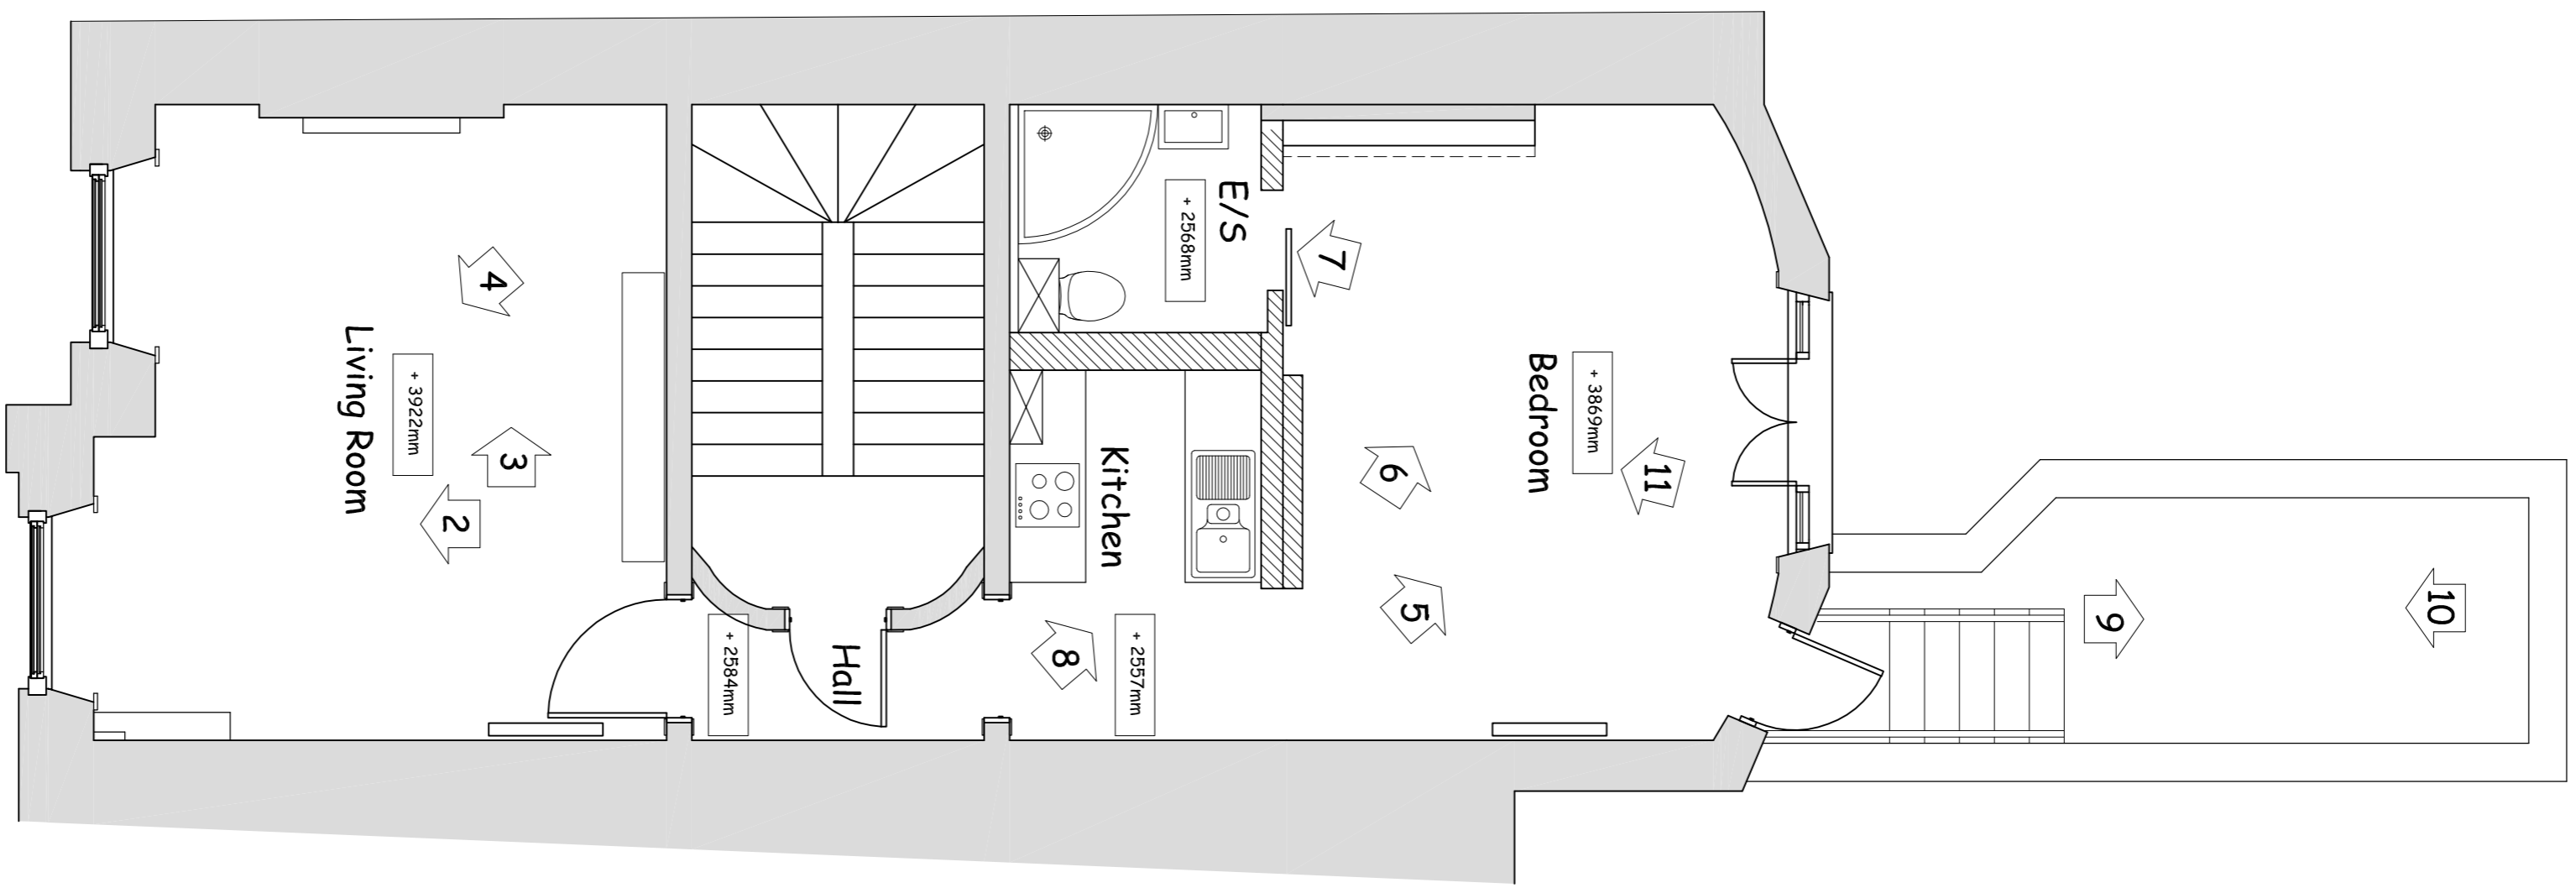 Living Room
+ 3922mm
4
3
2
Hall
+ 2584mm
E/S
+ 2568mm
Kitchen
+ 2557mm
8
7
Bedroom
+ 3869mm
6
5
11
9
10